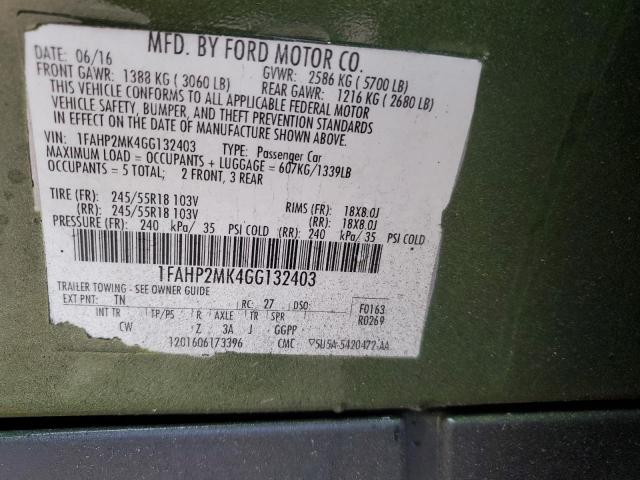 MFD. BY FORD MOTOR CO.
DATE: 06/16 GVWR: 2586 KG ( 5700 LB)
FRONT GAWR: 1388 KG ( 3060 LB) REAR GAWR: 1216 KG ( 2680 LB)
THIS VEHICLE CONFORMS TO ALL APPLICABLE FEDERAL MOTOR
VEHICLE SAFETY, BUMPER, AND THEFT PREVENTION STANDARDS
IN EFFECT ON THE DATE OF MANUFACTURE SHOWN ABOVE.
VIN: 1FAHP2MK4GG132403 TYPE: Passenger Car
MAXIMUM LOAD = OCCUPANTS + LUGGAGE = 607KG/1339LB
OCCUPANTS = 5 TOTAL; 2 FRONT, 3 REAR
TIRE (FR): 245/55R18 103V RIMS (FR): 18X8.0J
(RR): 245/55R18 103V (RR): 18X8.0J
PRESSURE (FR): 240 kPa/ 35 PSI COLD (RR): 240 kPa/ 35 PSI COLD
1FAHP2MK4GG132403
TRAILER TOWING - SEE OWNER GUIDE
EXT PNT: TN RC: 27 DSO: F0163
INT TR TP/PS R AXLE TR SPR R0269
CW Z 3A J GGPP
1201606173396 CMC 5U5A-5420472-AA